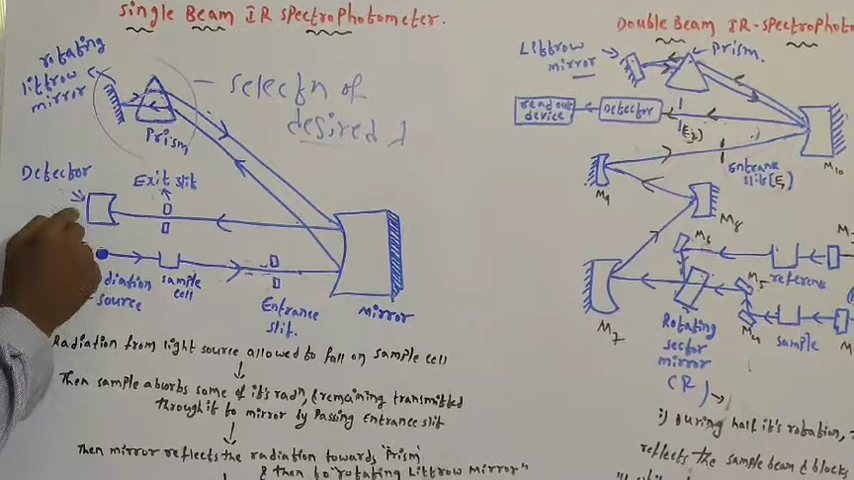 Single Beam IR Spectrophotometer.
rotating
littrow
mirror
Prism
Selectn of
desired λ
Detector
Exit slit
Radiation
source
sample
cell
Entrance
slit.
Mirror
Radiation from light source allowed to fall on sample cell
Then sample absorbs some of it's radn, & remaining transmitted
through it to mirror by Passing Entrance slit
Then mirror reflects the radiation towards "Prism"
& then to "rotating Littrow Mirror"
Double Beam IR-Spectropho
Littrow
mirror
Prism.
readout
device
Detector
(E2)
Entrance
slit[E1]
M10
M9
M8
M7
M6
M5
M4
reference
sample
Rotating
sector
mirror
(R)
i) During half it's rotation,
reflects the sample beam & blocks